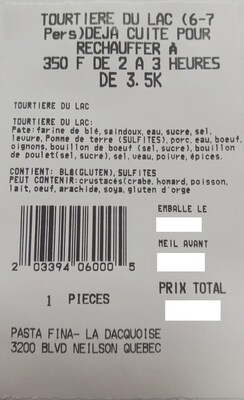 TOURTIERE DU LAC (6-7
Pers)DEJA CUITE POUR
RECHAUFFER A
350 F DE 2 A 3 HEURES
DE 3.5K
TOURTIERE DU LAC
TOURTIERE DU LAC:
Pate: farine de blé, saindoux, eau, sucre, sel,
levure, Pomme de terre (SULFITES), porc, eau, boeuf,
oignons, bouillon de boeuf (sel, sucre), bouillon
de poulet(sel, sucre), sel, veau, poivre, épices.
CONTIENT: BLÉ(GLUTEN), SULFITES
PEUT CONTENIR:crustacés(crabe, homard, poisson,
lait, oeuf, arachide, soya, gluten d'orge
EMBALLE LE
MEIL AVANT
2 03394 06000 5
PRIX TOTAL
1 PIECES
PASTA FINA- LA DACQUOISE
3200 BLVD NEILSON QUEBEC